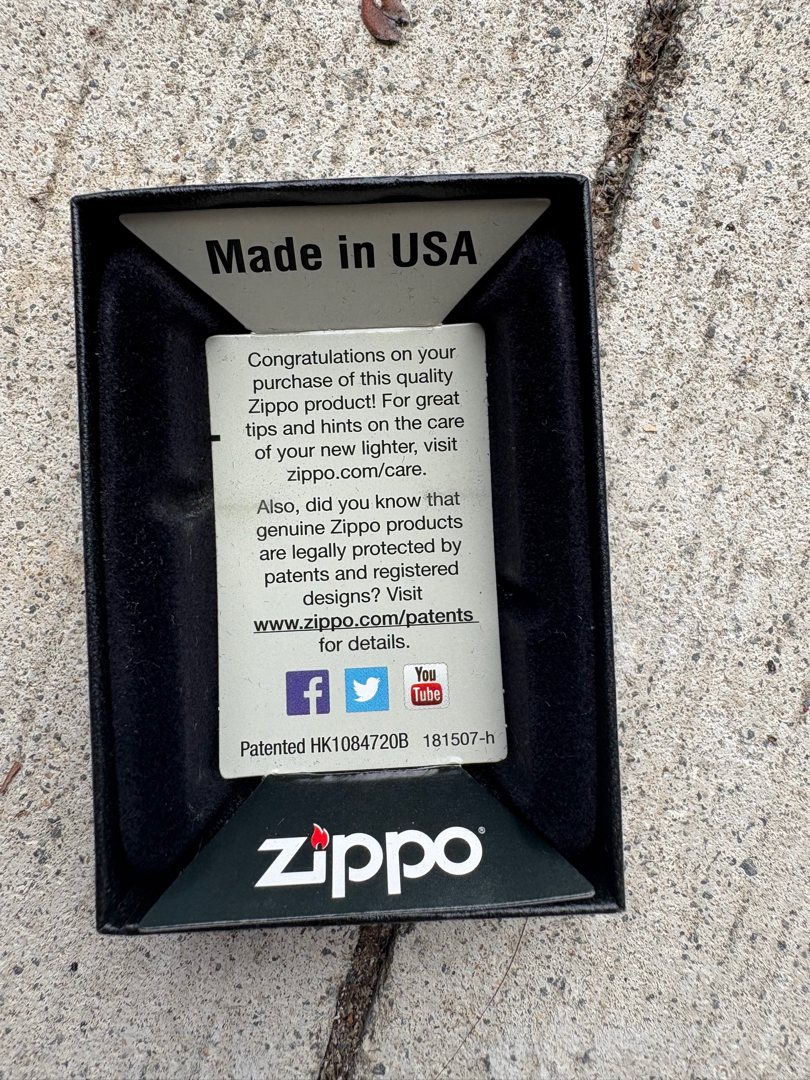 Made in USA
Congratulations on your
purchase of this quality
Zippo product! For great
tips and hints on the care
of your new lighter, visit
zippo.com/care.
Also, did you know that
genuine Zippo products
are legally protected by
patents and registered
designs? Visit
www.zippo.com/patents
for details.
f
You
Tube
Patented HK1084720B 181507-h
zippo®